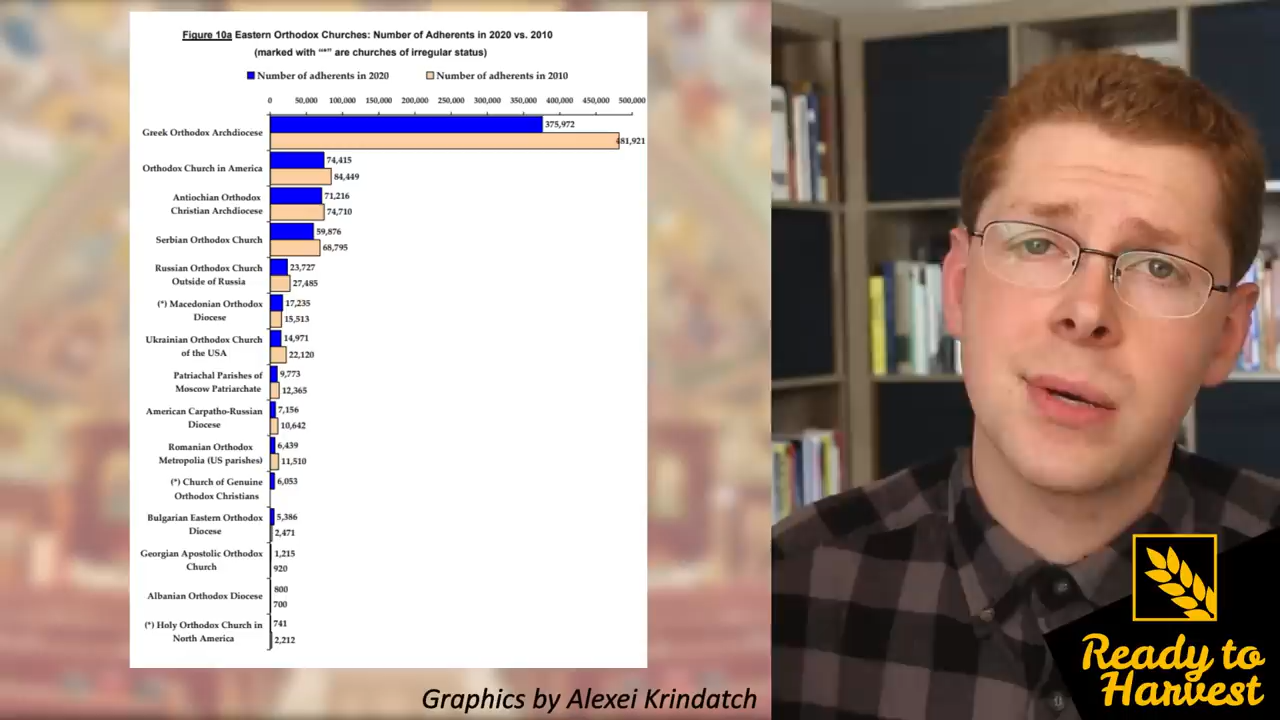 Figure 10a Eastern Orthodox Churches: Number of Adherents in 2020 vs. 2010
(marked with “*” are churches of irregular status)
Number of adherents in 2020 Number of adherents in 2010
0 50,000 100,000 150,000 200,000 250,000 300,000 350,000 400,000 450,000 500,000
Greek Orthodox Archdiocese
375,972
481,921
Orthodox Church in America
74,415
84,449
Antiochian Orthodox
Christian Archdiocese
71,216
74,710
Serbian Orthodox Church
59,876
68,795
Russian Orthodox Church
Outside of Russia
23,727
27,485
(*) Macedonian Orthodox
Diocese
17,235
15,513
Ukrainian Orthodox Church
of the USA
14,971
22,120
Patriachal Parishes of
Moscow Patriarchate
9,773
12,365
American Carpatho-Russian
Diocese
7,156
10,642
Romanian Orthodox
Metropolia (US parishes)
6,439
11,510
(*) Church of Genuine
Orthodox Christians
6,053
Bulgarian Eastern Orthodox
Diocese
5,386
2,471
Georgian Apostolic Orthodox
Church
1,215
920
Albanian Orthodox Diocese
800
700
(*) Holy Orthodox Church in
North America
741
2,212
Graphics by Alexei Krindatch
Ready to
Harvest